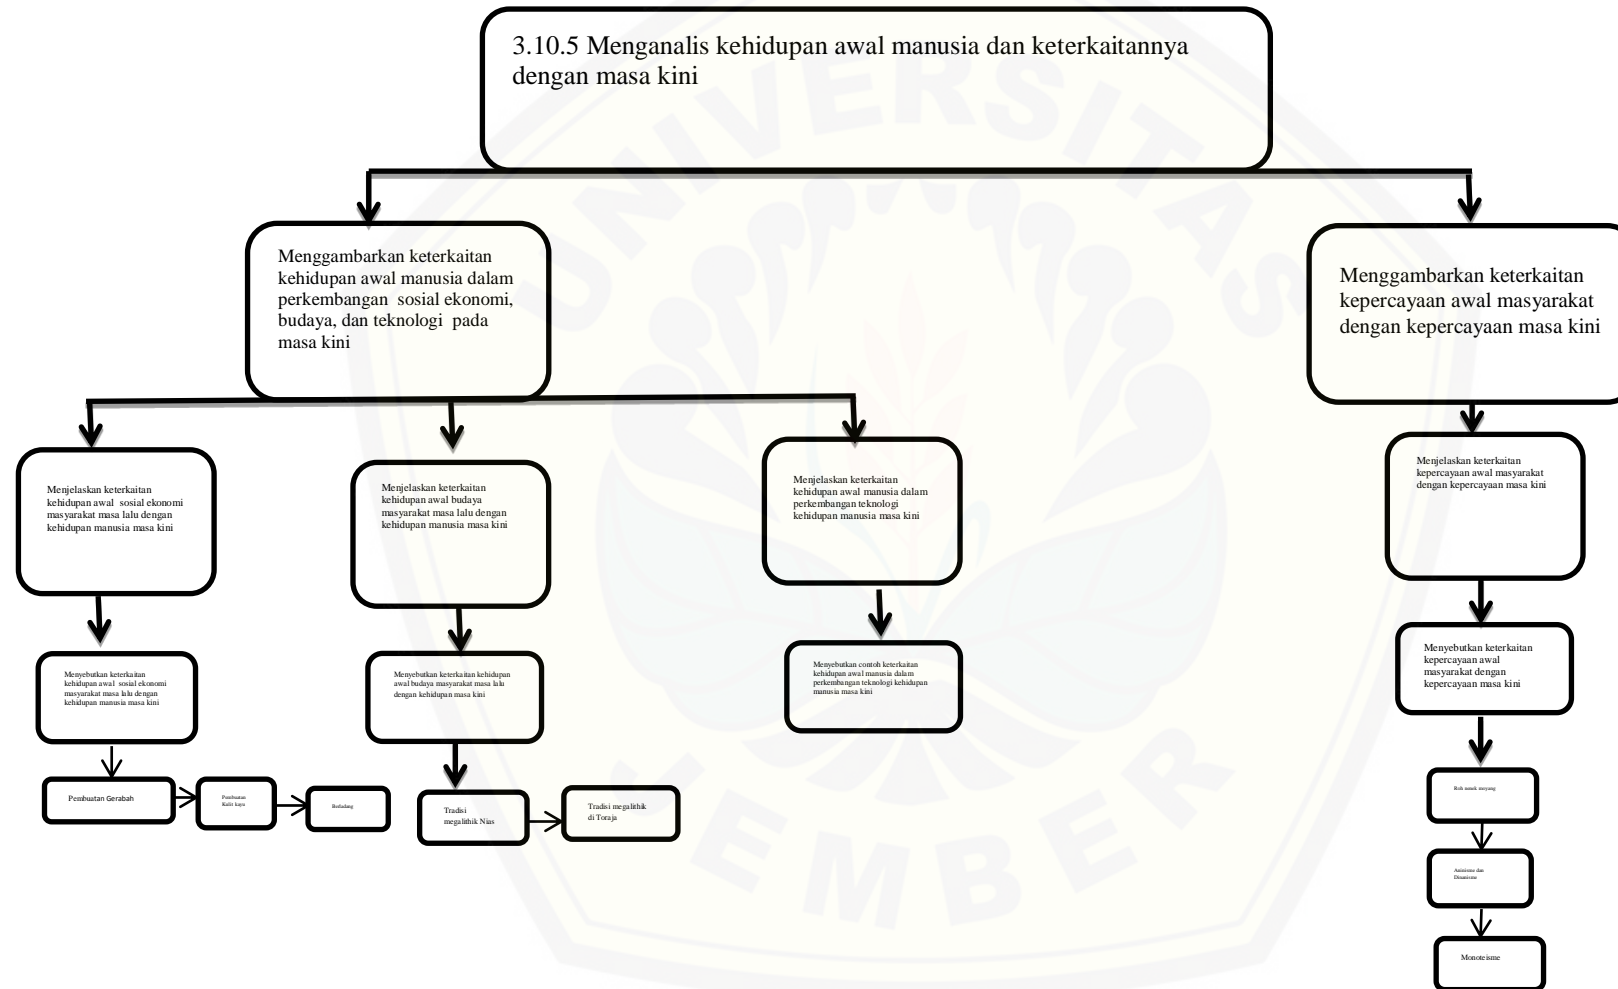 3.10.5 Menganalis kehidupan awal manusia dan keterkaitannya
dengan masa kini
Menggambarkan keterkaitan
kehidupan awal manusia dalam
perkembangan sosial ekonomi,
budaya, dan teknologi pada
masa kini
Menggambarkan keterkaitan
kepercayaan awal masyarakat
dengan kepercayaan masa kini
Menjelaskan keterkaitan
kehidupan awal sosial ekonomi
masyarakat masa lalu dengan
kehidupan manusia masa kini
Menjelaskan keterkaitan
kehidupan awal budaya
masyarakat masa lalu dengan
kehidupan manusia masa kini
Menjelaskan keterkaitan
kehidupan awal manusia dalam
perkembangan teknologi
kehidupan manusia masa kini
Menjelaskan keterkaitan
kepercayaan awal masyarakat
dengan kepercayaan masa kini
Menyebutkan keterkaitan
kehidupan awal sosial ekonomi
masyarakat masa lalu dengan
kehidupan manusia masa kini
Menyebutkan keterkaitan kehidupan
awal budaya masyarakat masa lalu
dengan kehidupan masa kini
Menyebutkan contoh keterkaitan
kehidupan awal manusia dalam
perkembangan teknologi kehidupan
manusia masa kini
Menyebutkan keterkaitan
kepercayaan awal
masyarakat dengan
kepercayaan masa kini
Pembuatan Gerabah
Pembuatan
Kulit kayu
Berladang
Tradisi
megalithik Nias
Tradisi megalithik
di Toraja
Roh nenek moyang
Animisme dan
Dinamisme
Monoteisme
UNIVERSITAS
JEMBER